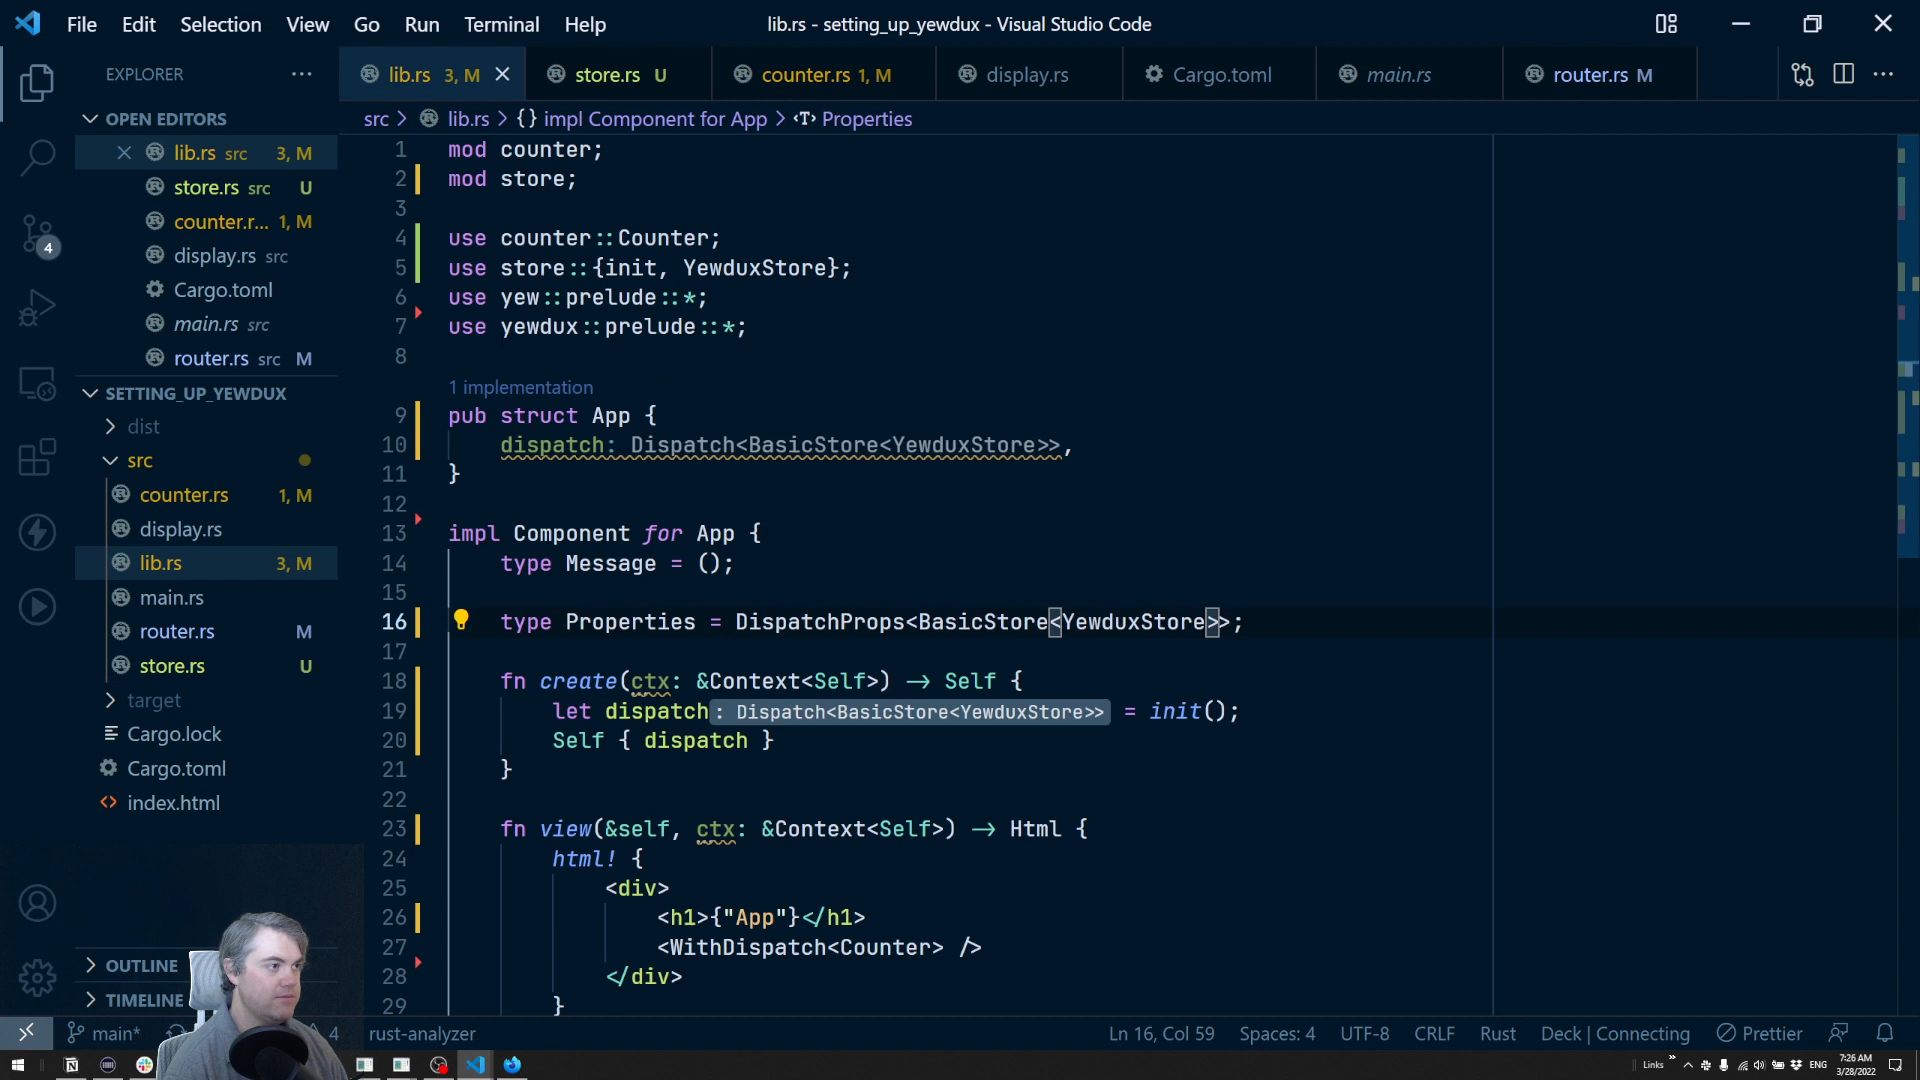 File Edit Selection View Go Run Terminal Help
lib.rs - setting_up_yewdux - Visual Studio Code
EXPLORER
lib.rs 3, M
store.rs U
counter.rs 1, M
display.rs
Cargo.toml
main.rs
router.rs M
OPEN EDITORS
lib.rs src 3, M
store.rs src U
counter.r... 1, M
display.rs src
Cargo.toml
main.rs src
router.rs src M
SETTING_UP_YEWDUX
dist
src
counter.rs 1, M
display.rs
lib.rs 3, M
main.rs
router.rs M
store.rs U
target
Cargo.lock
Cargo.toml
index.html
OUTLINE
TIMELINE
4
src > lib.rs > {} impl Component for App > <T> Properties
1 mod counter;
2 mod store;
3
4 use counter::Counter;
5 use store::{init, YewduxStore};
6 use yew::prelude::*;
7 use yewdux::prelude::*;
8
1 implementation
9 pub struct App {
10 dispatch: Dispatch<BasicStore<YewduxStore>>,
11 }
12
13 impl Component for App {
14 type Message = ();
15
16 type Properties = DispatchProps<BasicStore<YewduxStore>>;
17
18 fn create(ctx: &Context<Self>) -> Self {
19 let dispatch: Dispatch<BasicStore<YewduxStore>> = init();
20 Self { dispatch }
21 }
22
23 fn view(&self, ctx: &Context<Self>) -> Html {
24 html! {
25 <div>
26 <h1>{"App"}</h1>
27 <WithDispatch<Counter> />
28 </div>
29 }
main* 4 rust-analyzer
Ln 16, Col 59 Spaces: 4 UTF-8 CRLF Rust Deck | Connecting Prettier
Links ENG 7:26 AM
3/28/2022